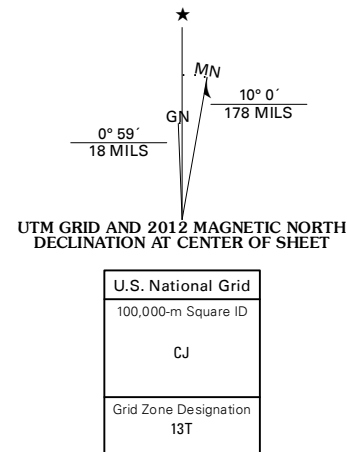 ★
MN
GN
10° 0´
178 MILS
0° 59´
18 MILS
UTM GRID AND 2012 MAGNETIC NORTH
DECLINATION AT CENTER OF SHEET
U.S. National Grid
100,000-m Square ID
CJ
Grid Zone Designation
13T